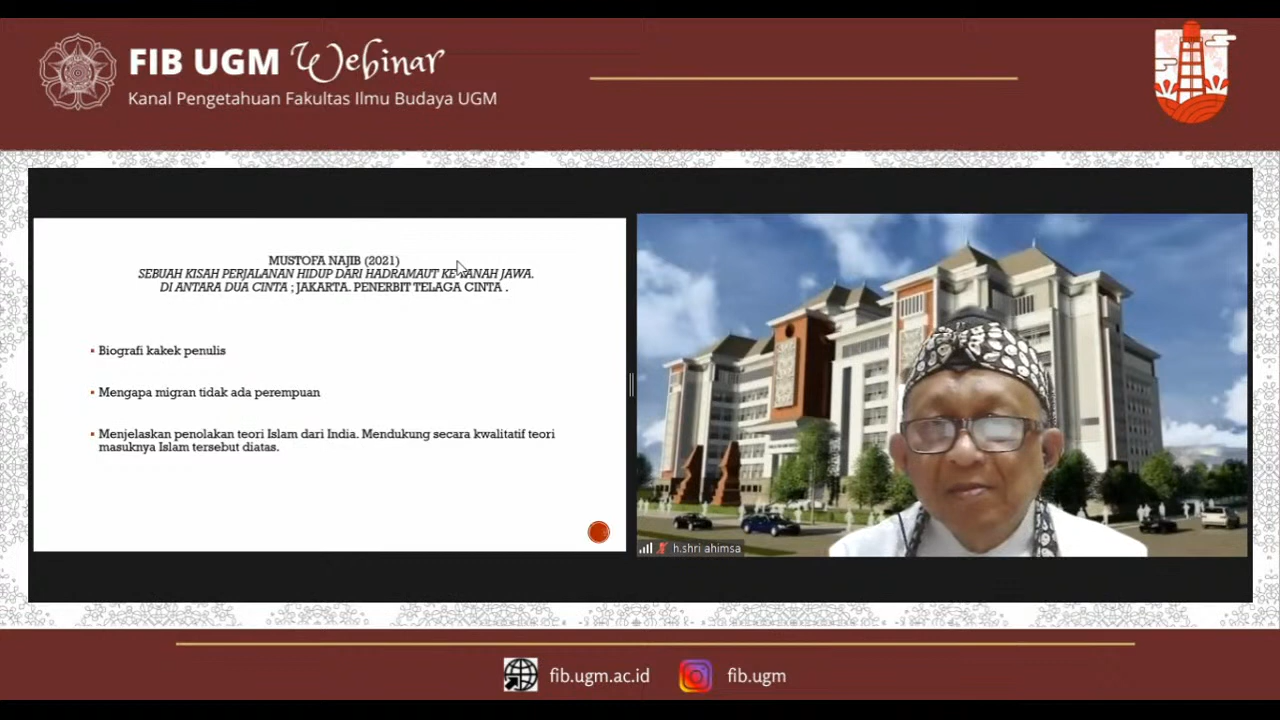 FIB UGM Webinar
Kanal Pengetahuan Fakultas Ilmu Budaya UGM
MUSTOFA NAJIB (2021)
SEBUAH KISAH PERJALANAN HIDUP DARI HADRAMAUT KE TANAH JAWA.
DI ANTARA DUA CINTA ; JAKARTA. PENERBIT TELAGA CINTA .
▪ Biografi kakek penulis
▪ Mengapa migran tidak ada perempuan
▪ Menjelaskan penolakan teori Islam dari India. Mendukung secara kwalitatif teori
masuknya Islam tersebut diatas.
h.shri ahimsa
fib.ugm.ac.id
fib.ugm